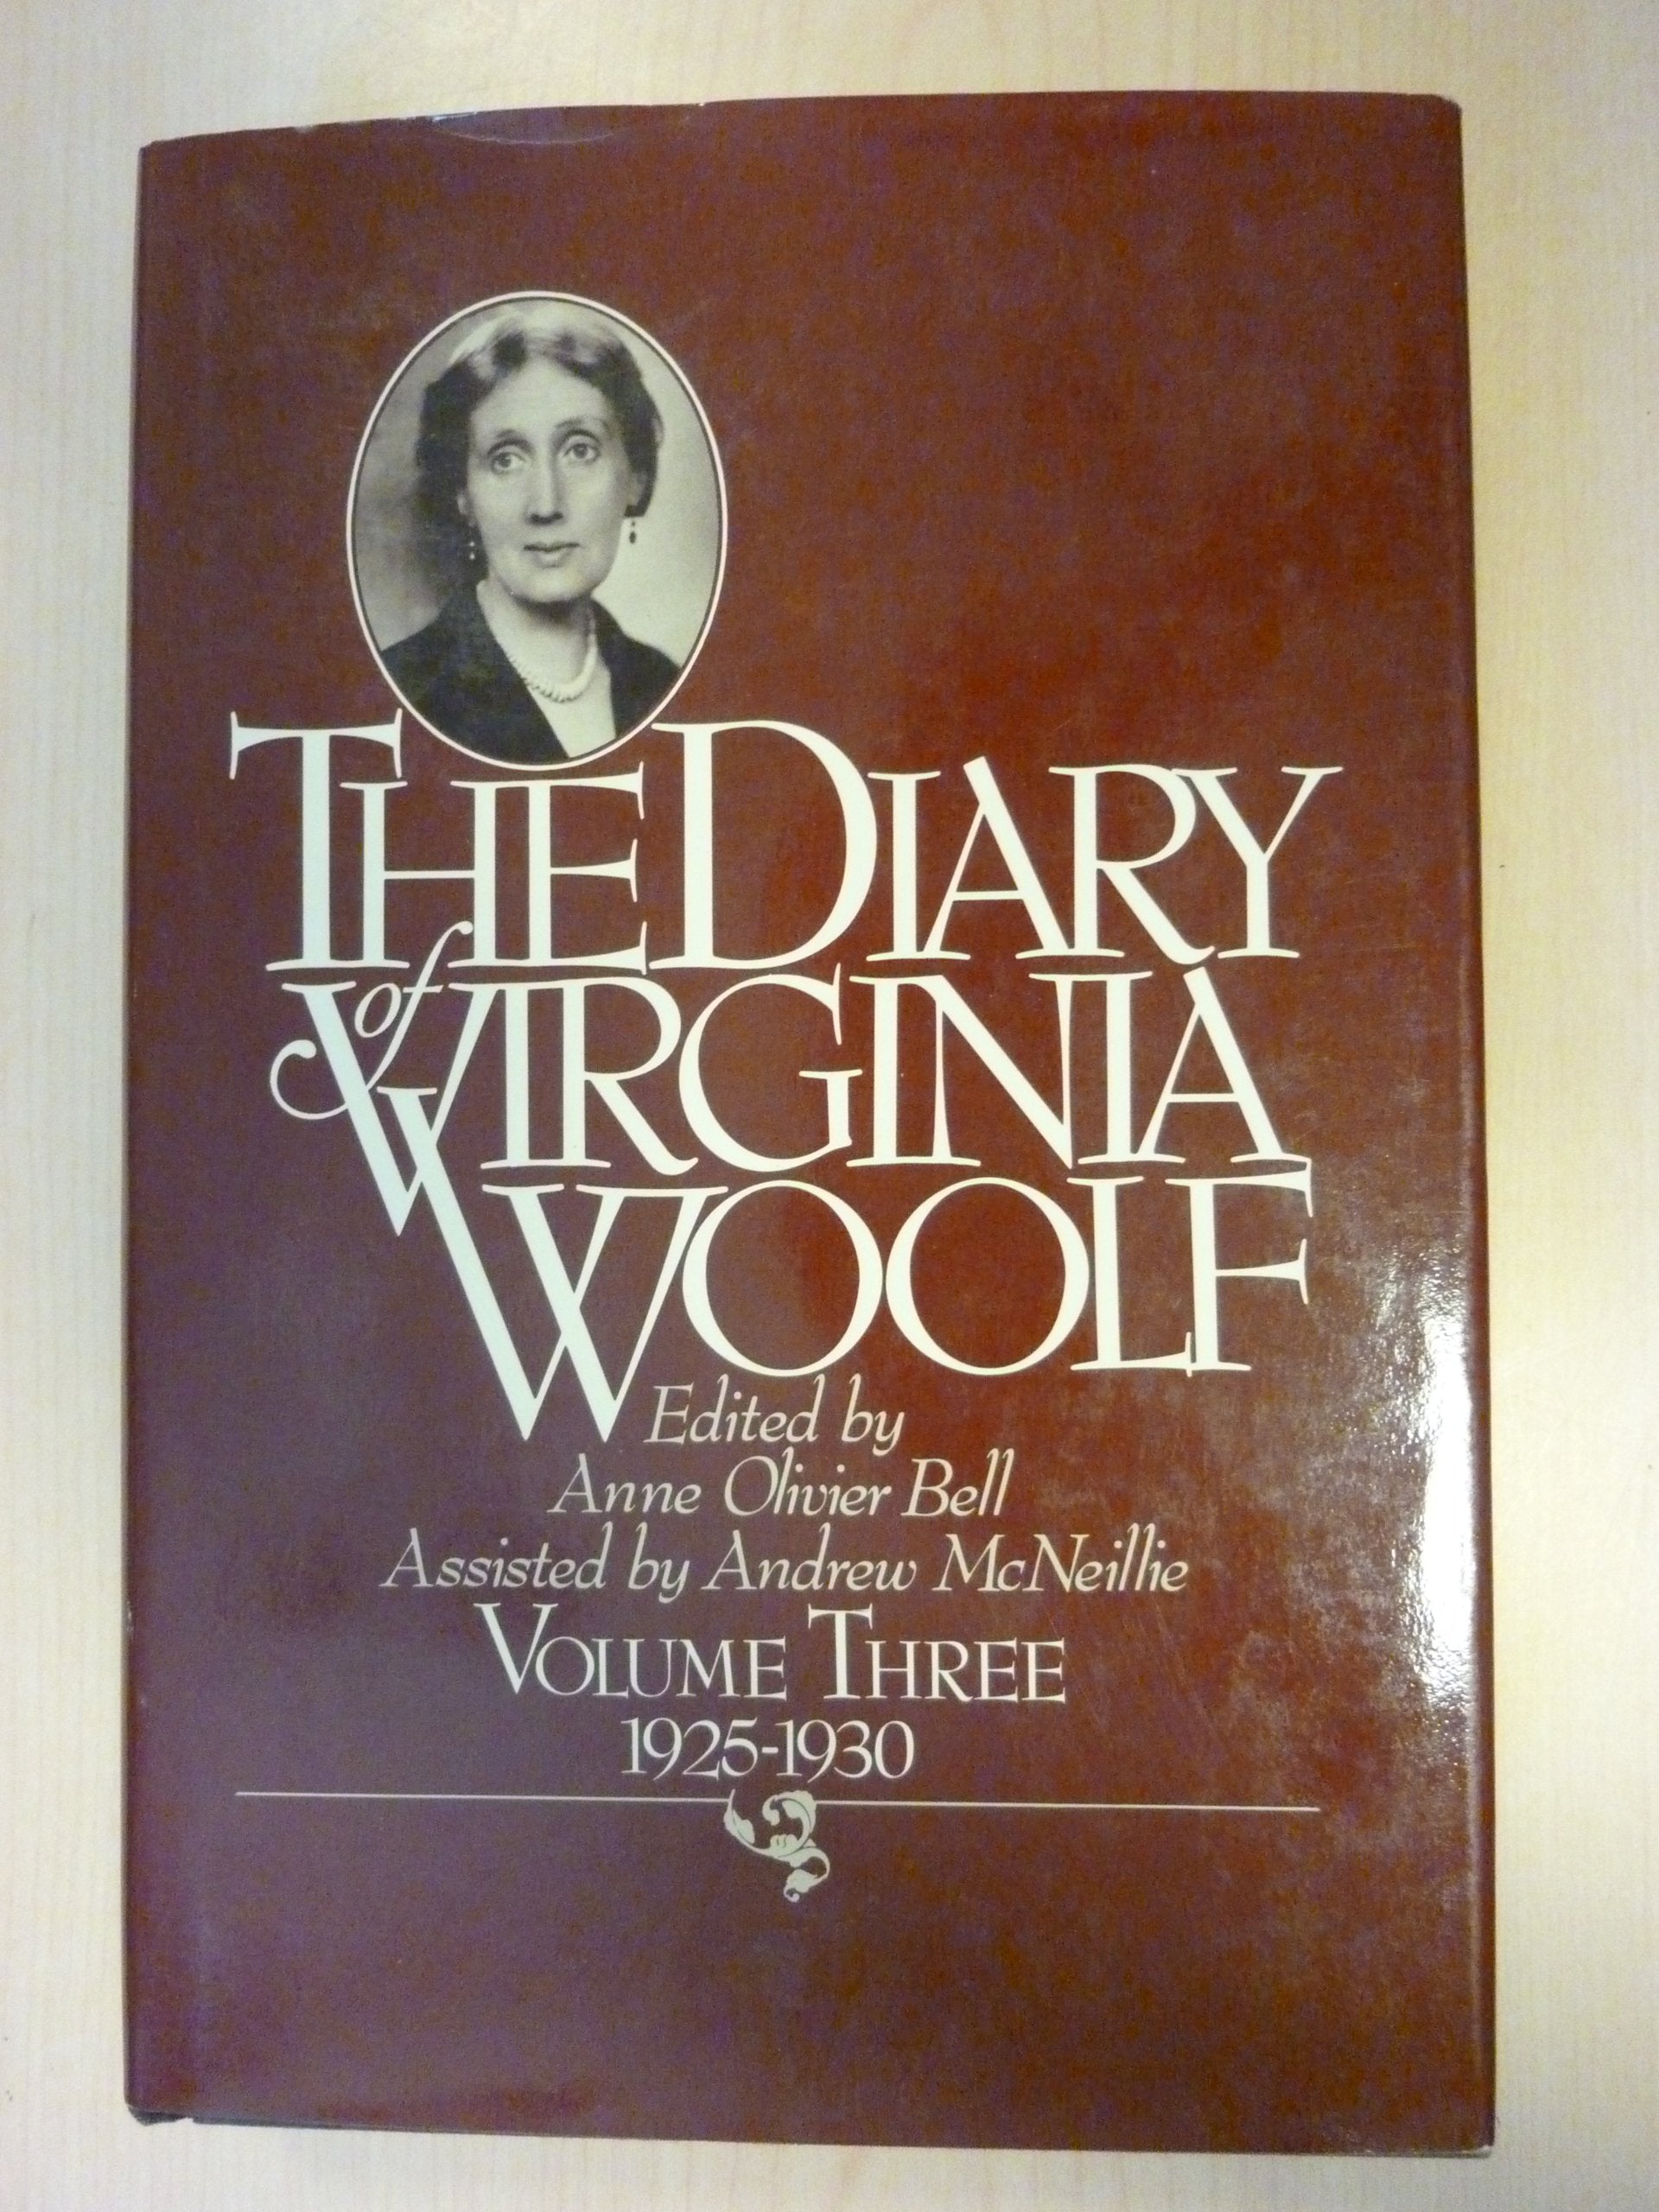 THE DIARY
of VIRGINIA
WOOLF
Edited by
Anne Olivier Bell
Assisted by Andrew McNeillie
VOLUME THREE
1925-1930